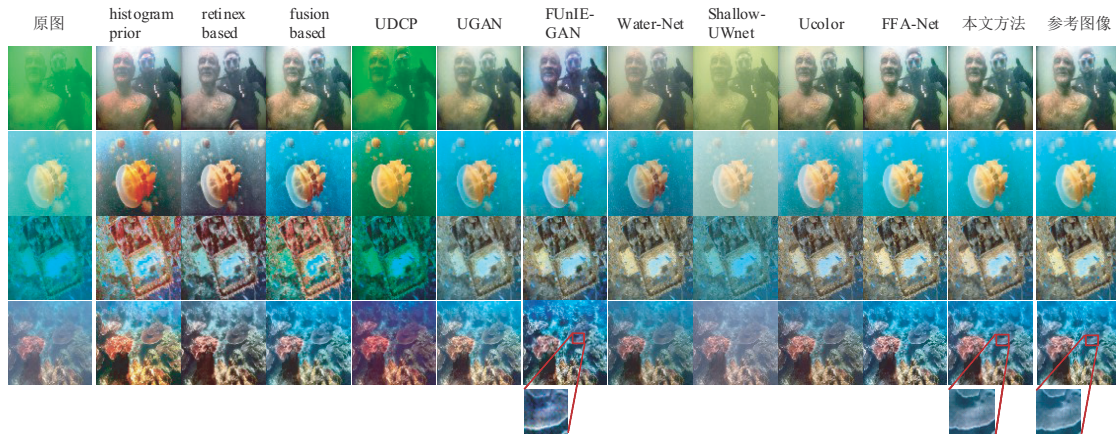 原图
histogram
prior
retinex
based
fusion
based
UDCP
UGAN
FUnIE-
GAN
Water-Net
Shallow-
UWnet
Ucolor
FFA-Net
本文方法
参考图像